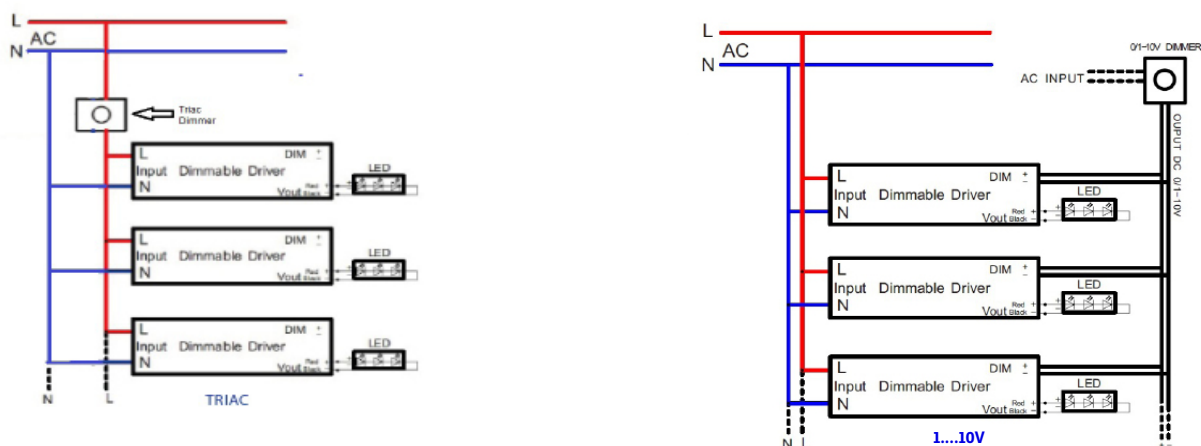 L
AC
N
Triac
Dimmer
L
DIM ±
Input Dimmable Driver
LED
N
Vout
Red +
Black −
L
DIM ±
Input Dimmable Driver
LED
N
Vout
Red +
Black −
L
DIM ±
Input Dimmable Driver
LED
N
Vout
Red +
Black −
N L
TRIAC
L
AC
N
0/1-10V DIMMER
AC INPUT
OUPUT DC 0/1-10V
L
DIM ±
Input Dimmable Driver
LED
N
Vout
Red +
Black −
L
DIM ±
Input Dimmable Driver
LED
N
Vout
Red +
Black −
L
DIM ±
Input Dimmable Driver
LED
N
Vout
Red +
Black −
N L
1....10V